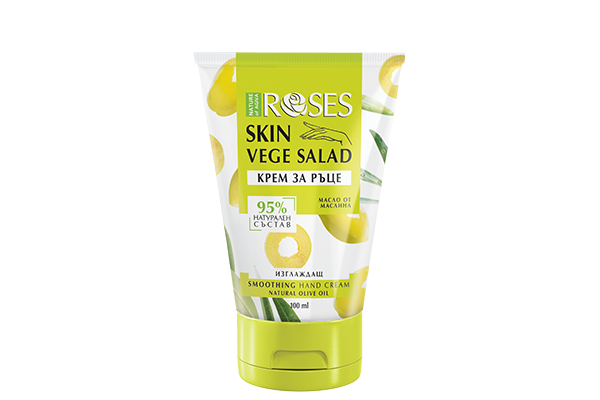 NATURE of AGIVA
ROSES
SKIN
VEGE SALAD
КРЕМ ЗА РЪЦЕ
МАСЛО ОТ
МАСЛИНА
95%
НАТУРАЛЕН
СЪСТАВ
ИЗГЛАЖДАЩ
SMOOTHING HAND CREAM
NATURAL OLIVE OIL
100 ml